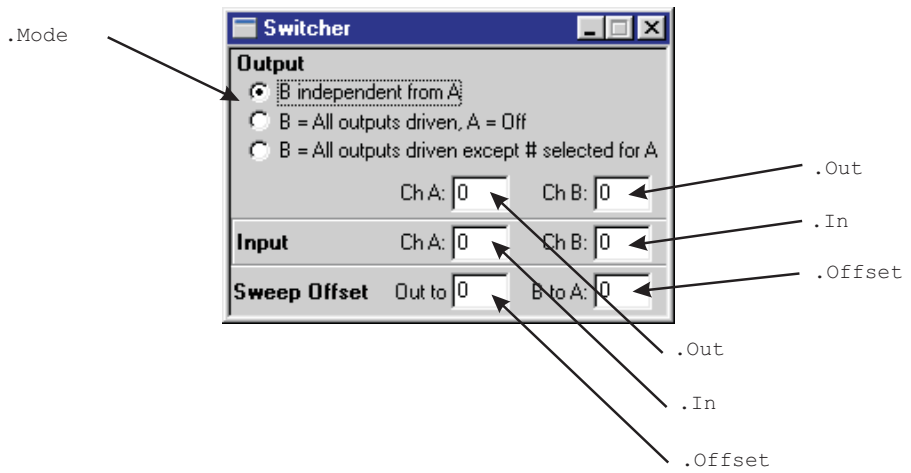 .Mode
Switcher
Output
B independent from A
B = All outputs driven, A = Off
B = All outputs driven except # selected for A
Ch A: 0 Ch B: 0
.Out
Input Ch A: 0 Ch B: 0
.In
Sweep Offset Out to 0 B to A: 0
.Offset
.Out
.In
.Offset